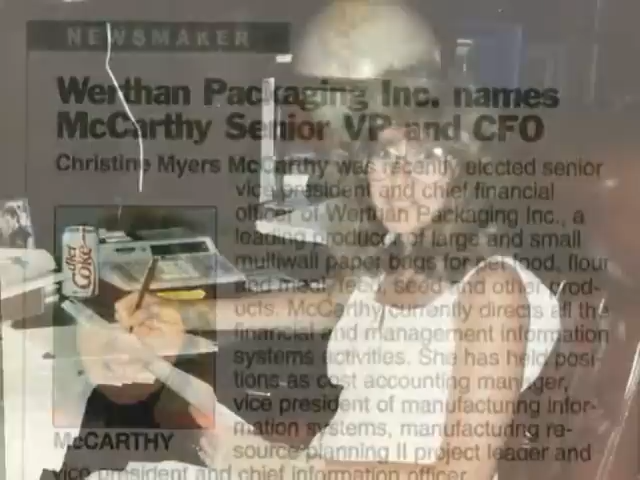 NEWSMAKER
Werthan Packaging Inc. names
McCarthy Senior VP and CFO
Christine Myers McCarthy was recently elected senior
vice president and chief financial
officer of Werthan Packaging Inc., a
leading producer of large and small
multiwall paper bags for pet food, flour
and meal, feed, seed and other prod-
ucts. McCarthy currently directs all the
financial and management information
systems activities. She has held posi-
tions as cost accounting manager,
vice president of manufacturing infor-
mation systems, manufacturing re-
source planning II project leader and
vice president and chief information officer.
McCARTHY
diet
Coke